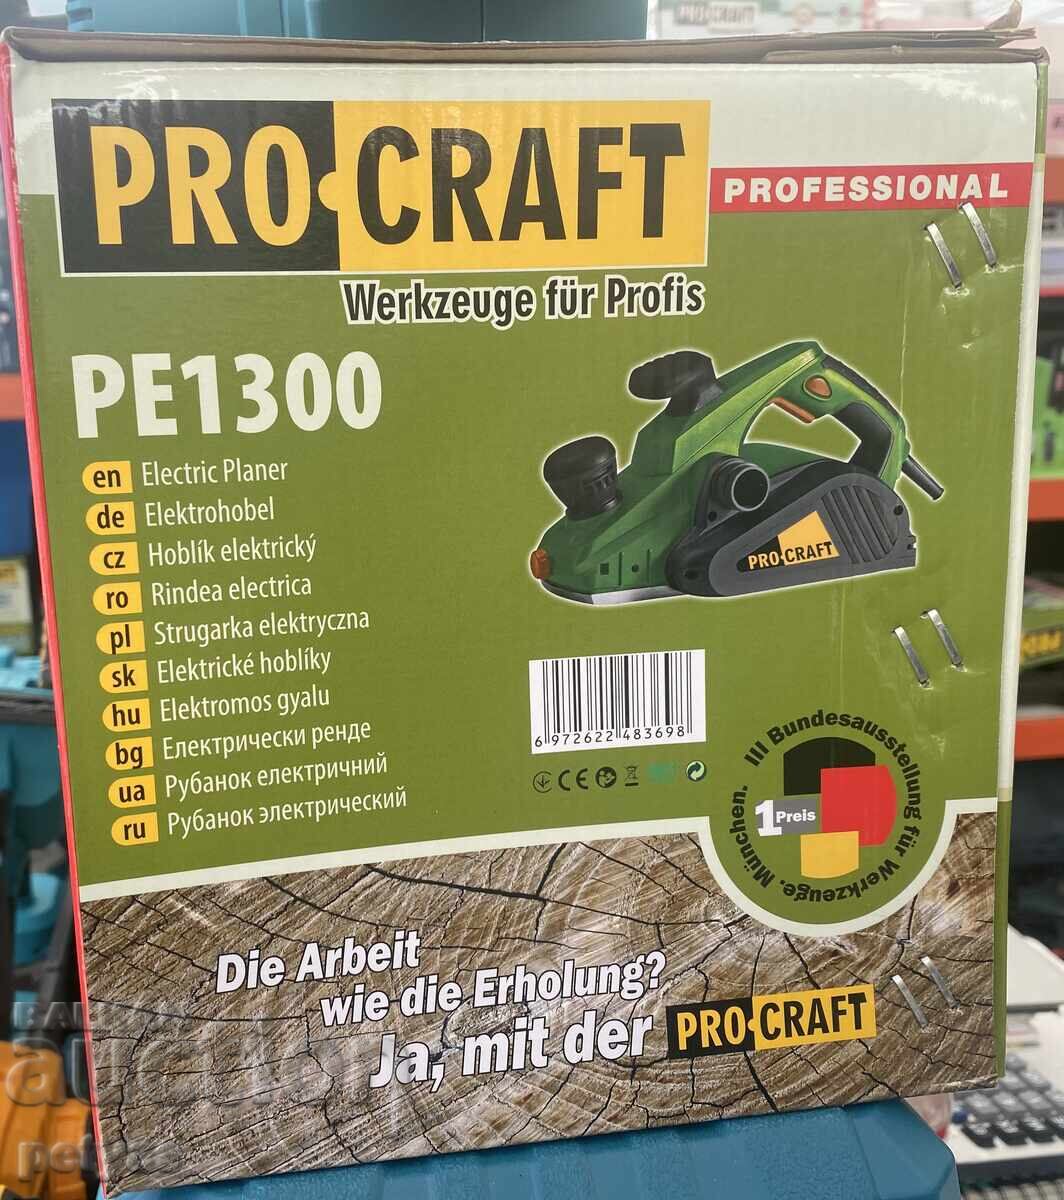 PRO·CRAFT
PRO·CRAFT
PROFESSIONAL
Werkzeuge für Profis
PE1300
en Electric Planer
de Elektrohobel
cz Hoblík elektrický
ro Rindea electrica
pl Strugarka elektryczna
sk Elektrické hoblíky
hu Elektromos gyalu
bg Електрически ренде
ua Рубанок електричний
ru Рубанок электрический
PRO·CRAFT
6 972622 483698
CE
III Bundesausstellung für Werkzeuge. München.
1 Preis
Die Arbeit
wie die Erholung?
Ja, mit der PRO·CRAFT